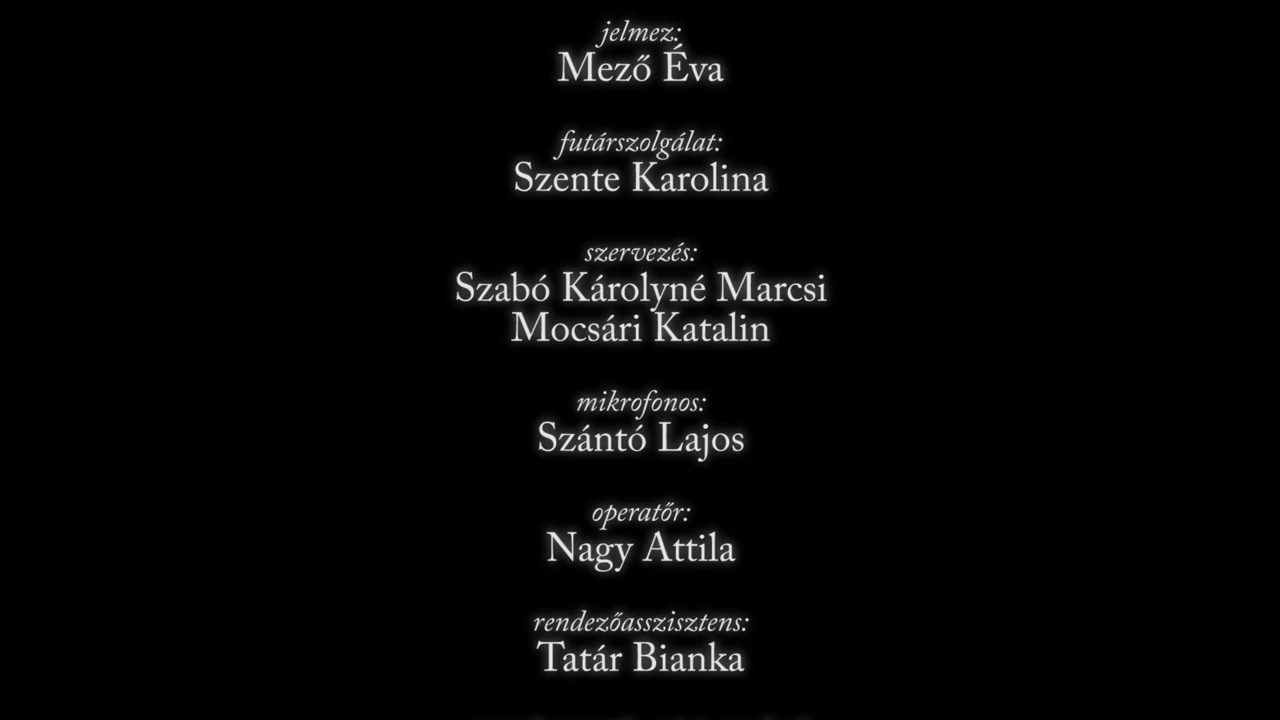 jelmez:
Mező Éva
futárszolgálat:
Szente Karolina
szervezés:
Szabó Károlyné Marcsi
Mocsári Katalin
mikrofonos:
Szántó Lajos
operatőr:
Nagy Attila
rendezőasszisztens:
Tatár Bianka